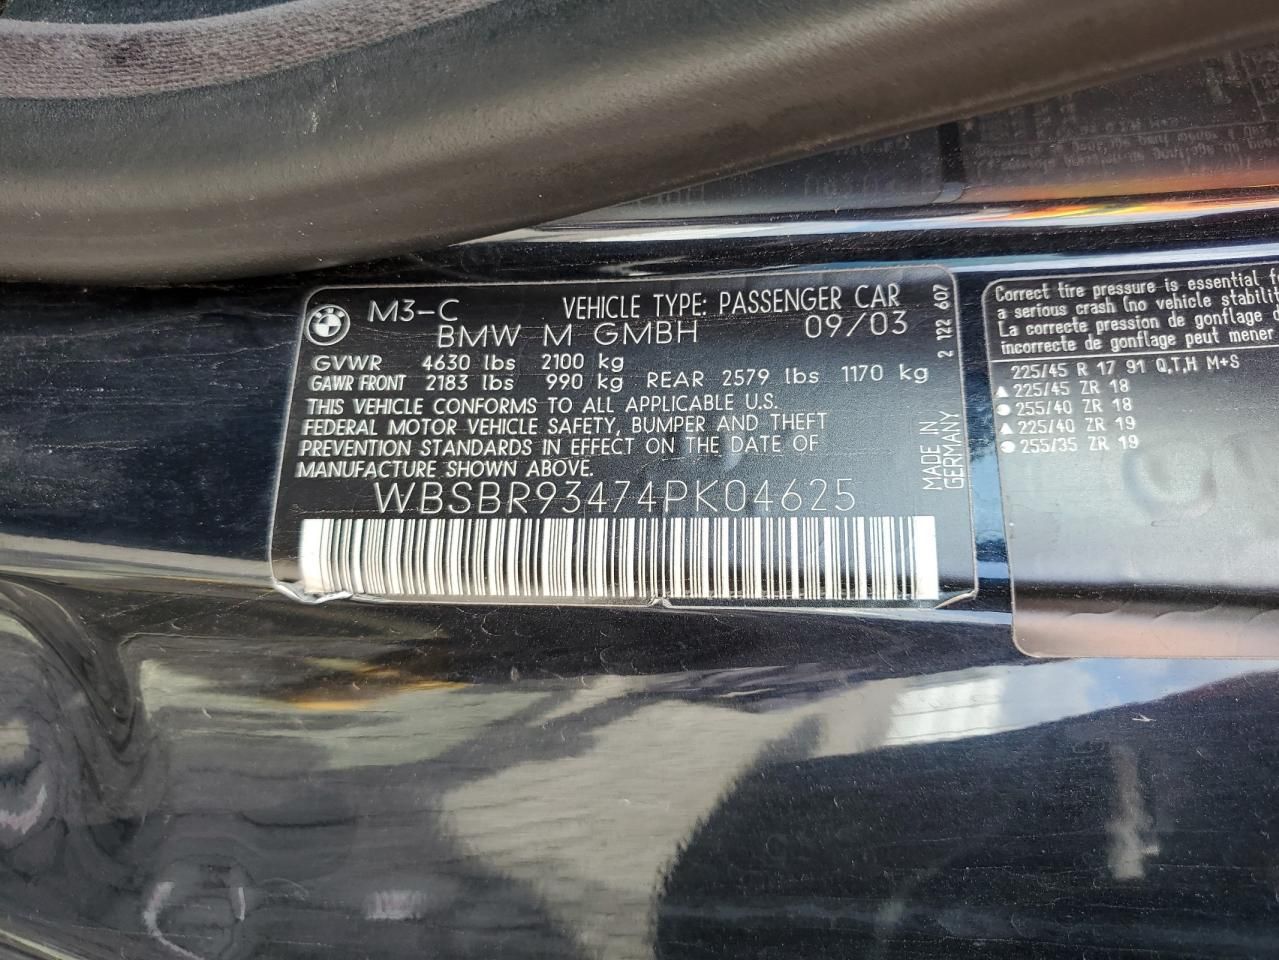 M3-C VEHICLE TYPE: PASSENGER CAR
BMW M GMBH 09/03
GVWR 4630 lbs 2100 kg
GAWR FRONT 2183 lbs 990 kg REAR 2579 lbs 1170 kg
THIS VEHICLE CONFORMS TO ALL APPLICABLE U.S.
FEDERAL MOTOR VEHICLE SAFETY, BUMPER AND THEFT
PREVENTION STANDARDS IN EFFECT ON THE DATE OF
MANUFACTURE SHOWN ABOVE.
WBSBR93474PK04625
2 122 607
MADE IN
GERMANY
Correct tire pressure is essential
a serious crash (no vehicle
La correcte pression de gonflage
incorrecte de gonflage peut mener
225/45 R 17 91 Q,T,H M+S
225/45 ZR 18
255/40 ZR 18
225/40 ZR 19
255/35 ZR 19